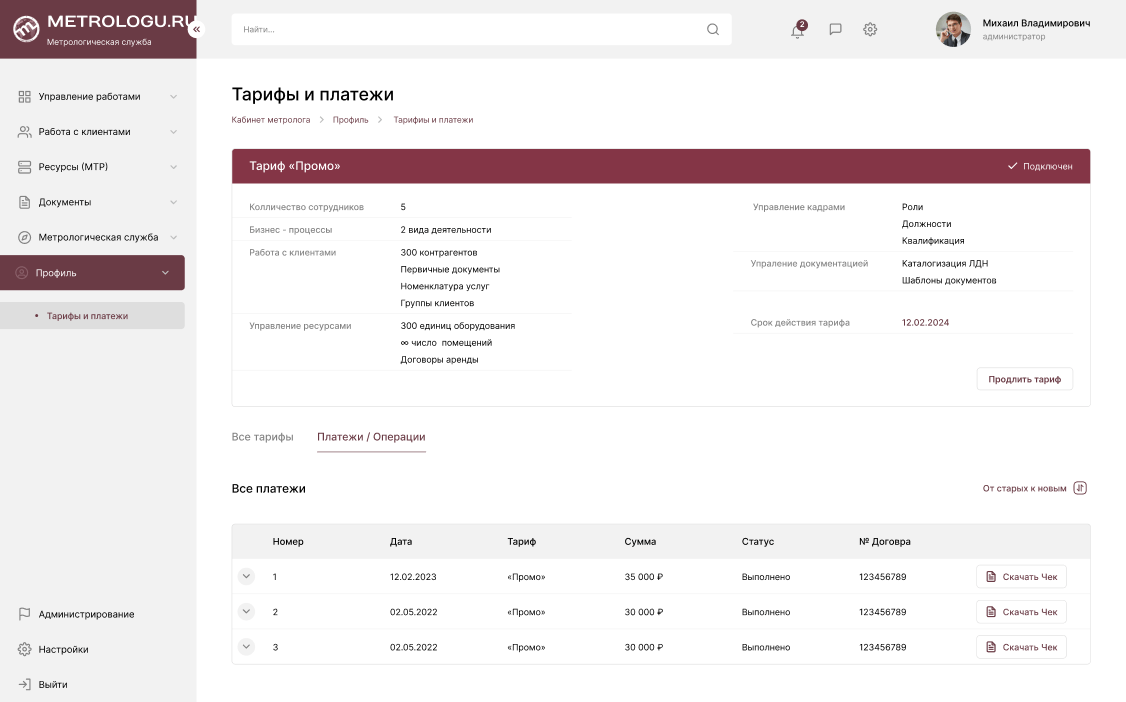 METROLOGU.RU
Метрологическая служба
Найти...
2
Михаил Владимирович
администратор
Управление работами
Работа с клиентами
Ресурсы (МТР)
Документы
Метрологическая служба
Профиль
Тарифы и платежи
Администрирование
Настройки
Выйти
Тарифы и платежи
Кабинет метролога > Профиль > Тарифиы и платежи
Тариф «Промо» Подключен
Колличество сотрудников 5
Бизнес - процессы 2 вида деятельности
Работа с клиентами 300 контрагентов
Первичные документы
Номенклатура услуг
Группы клиентов
Управление ресурсами 300 единиц оборудования
∞ число помещений
Договоры аренды
Управление кадрами Роли
Должности
Квалификация
Упраление документацией Каталогизация ЛДН
Шаблоны документов
Срок действия тарифа 12.02.2024
Продлить тариф
Все тарифы Платежи / Операции
Все платежи От старых к новым
Номер Дата Тариф Сумма Статус № Договра
1 12.02.2023 «Промо» 35 000 ₽ Выполнено 123456789 Скачать Чек
2 02.05.2022 «Промо» 30 000 ₽ Выполнено 123456789 Скачать Чек
3 02.05.2022 «Промо» 30 000 ₽ Выполнено 123456789 Скачать Чек